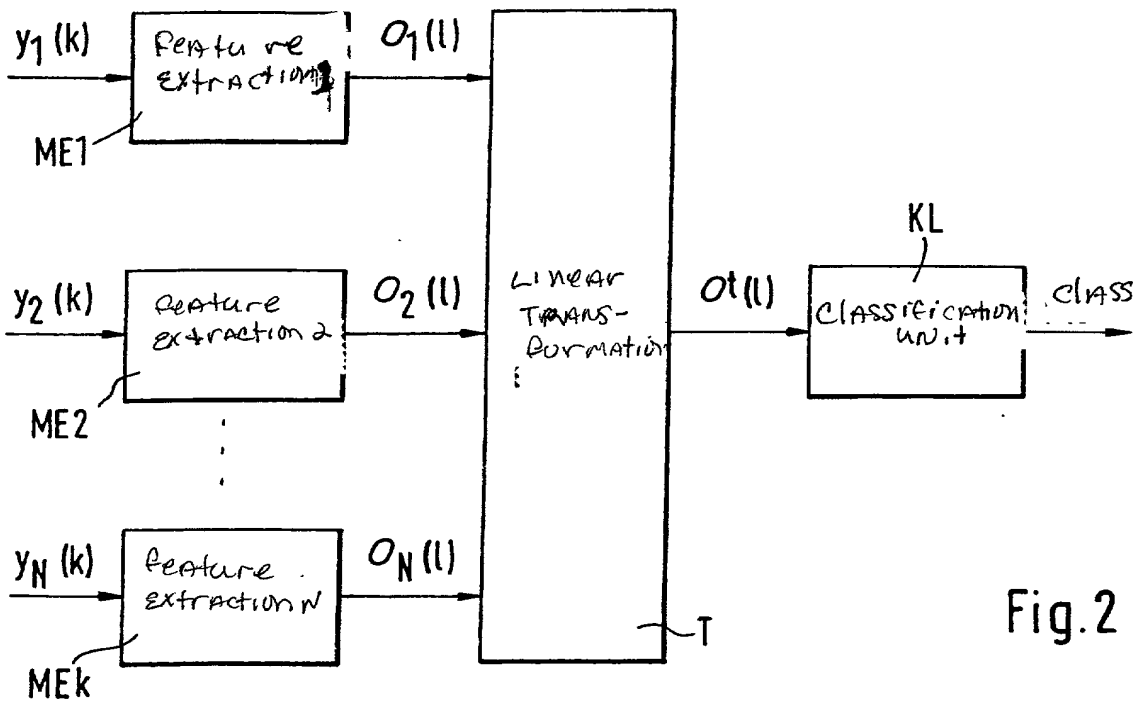 y1(k)
Feature
Extraction 1
O1(l)
ME1
y2(k)
Feature
extraction 2
O2(l)
ME2
yN(k)
Feature
extraction N
ON(l)
MEk
Linear
TRANS-
formation
T
Ot(l)
KL
Classification
unit
Class
Fig.2